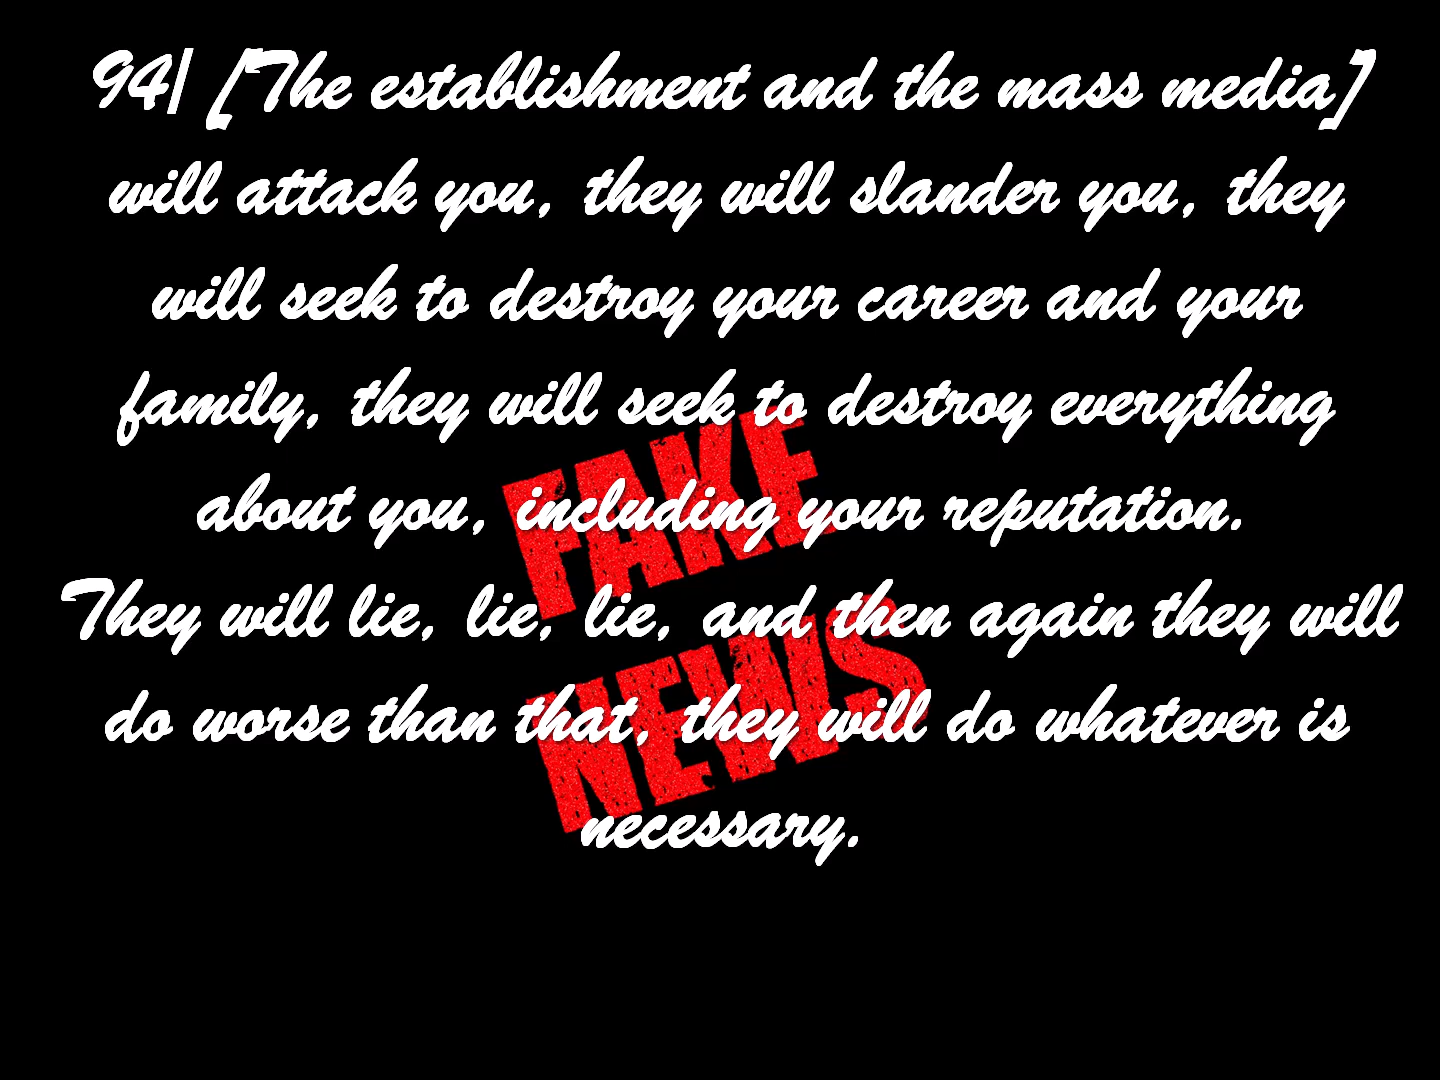 94| [The establishment and the mass media]
will attack you, they will slander you, they
will seek to destroy your career and your
family, they will seek to destroy everything
about you, including your reputation.
They will lie, lie, lie, and then again they will
do worse than that, they will do whatever is
necessary.
FAKE
NEWS